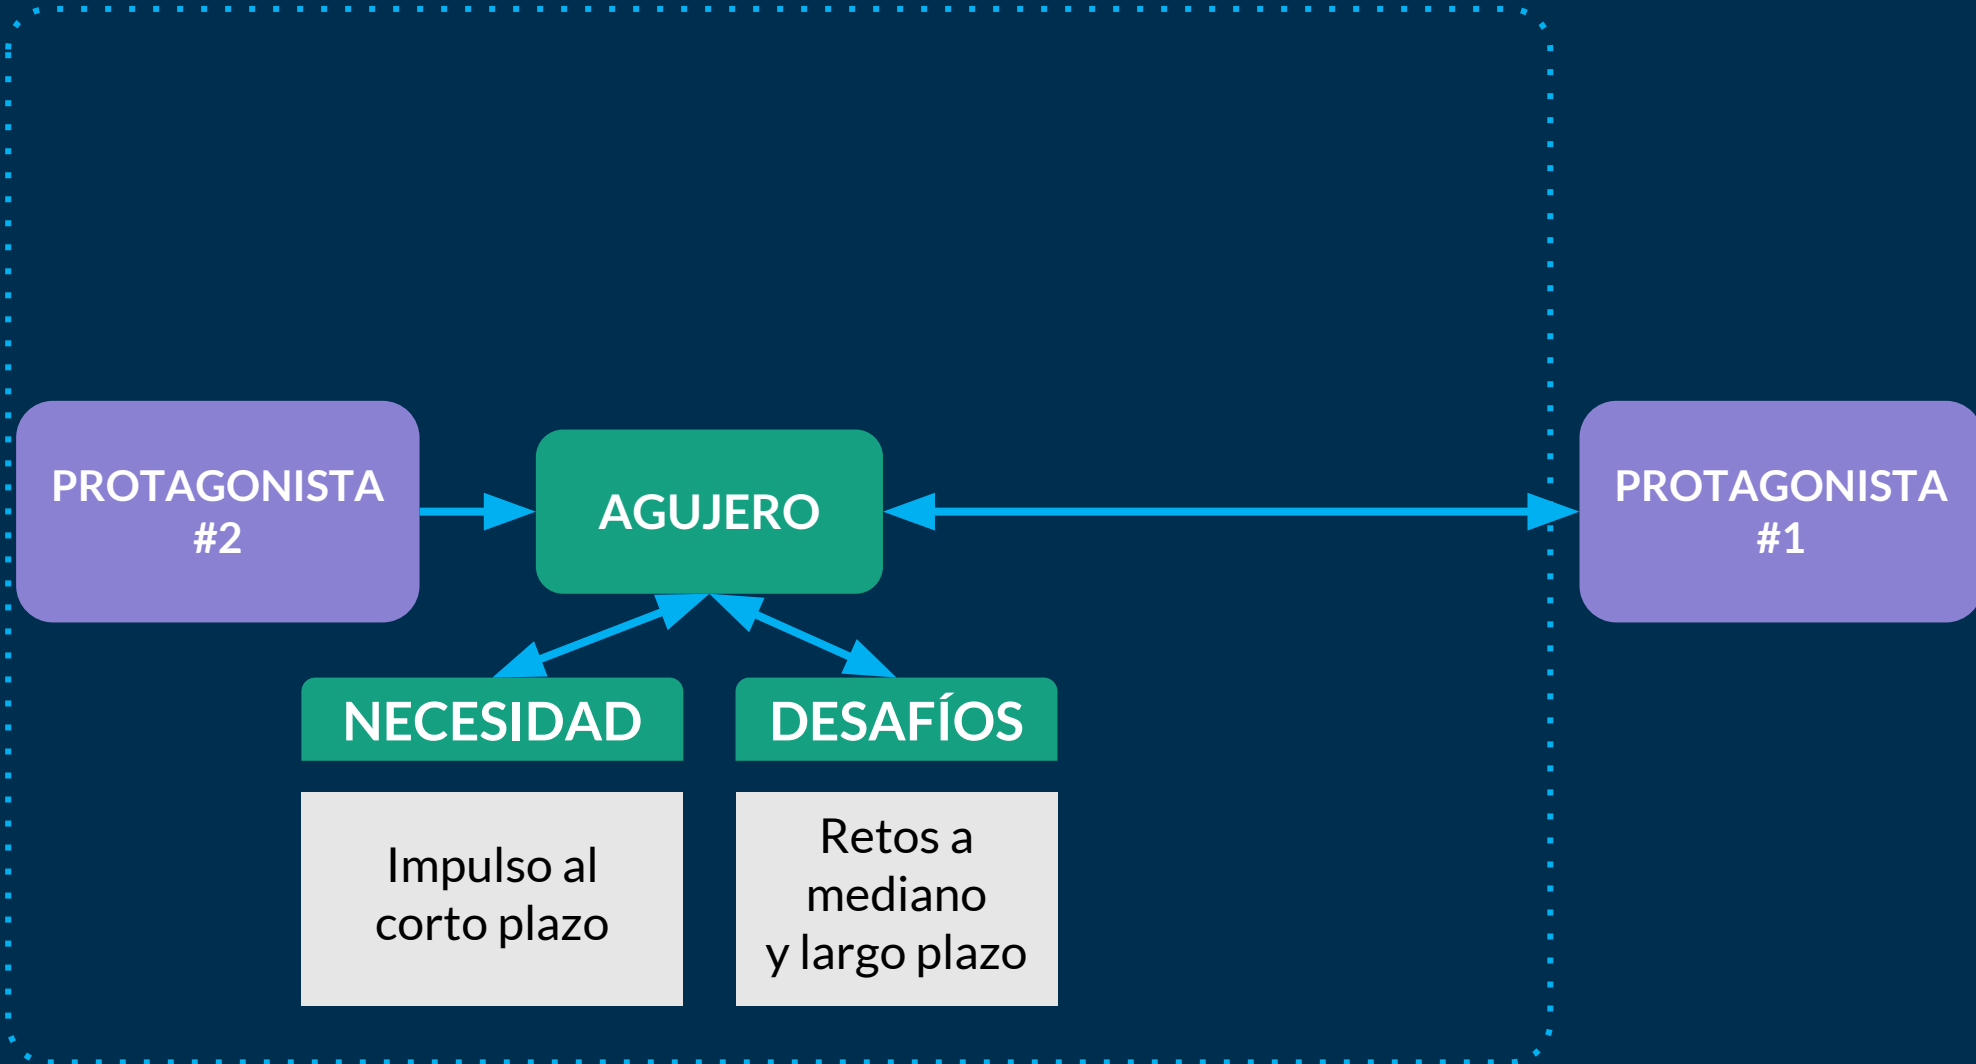 PROTAGONISTA
#2
AGUJERO
PROTAGONISTA
#1
NECESIDAD
DESAFÍOS
Impulso al
corto plazo
Retos a
mediano
y largo plazo